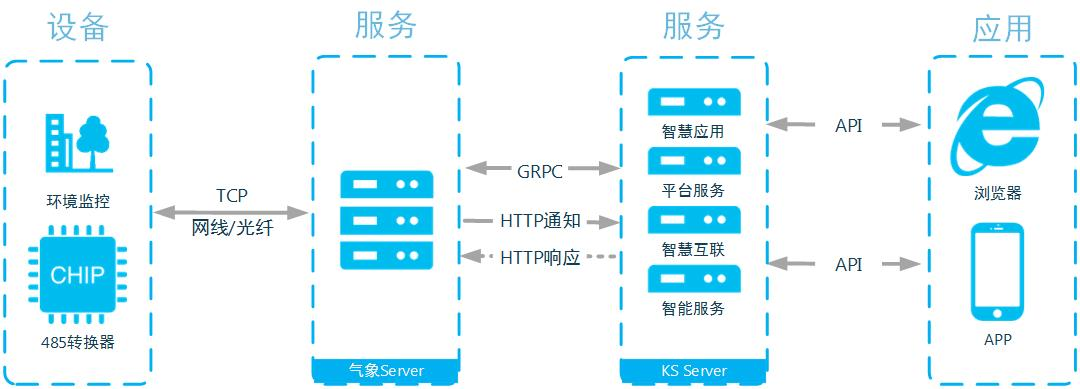 设备
服务
服务
应用
环境监控
CHIP
485转换器
TCP
网线/光纤
气象Server
GRPC
HTTP通知
HTTP响应
智慧应用
平台服务
智慧互联
智能服务
KS Server
API
API
浏览器
APP